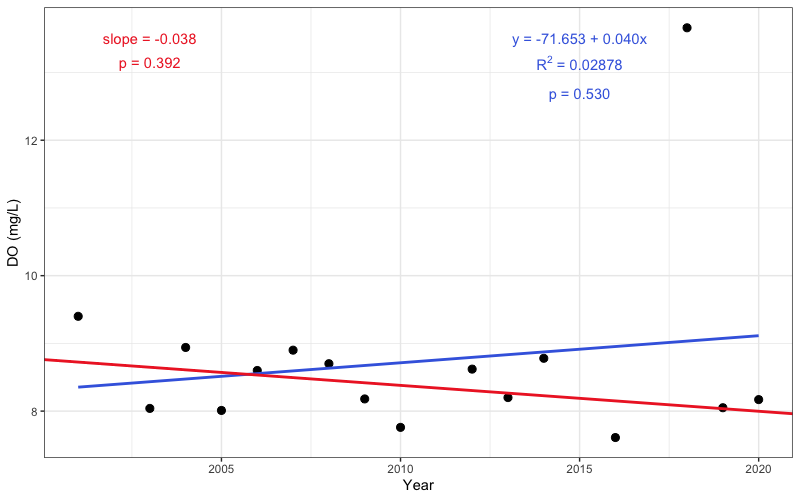 slope = -0.038
p = 0.392
y = -71.653 + 0.040x
R² = 0.02878
p = 0.530
DO (mg/L)
12
10
8
2005
2010
2015
2020
Year